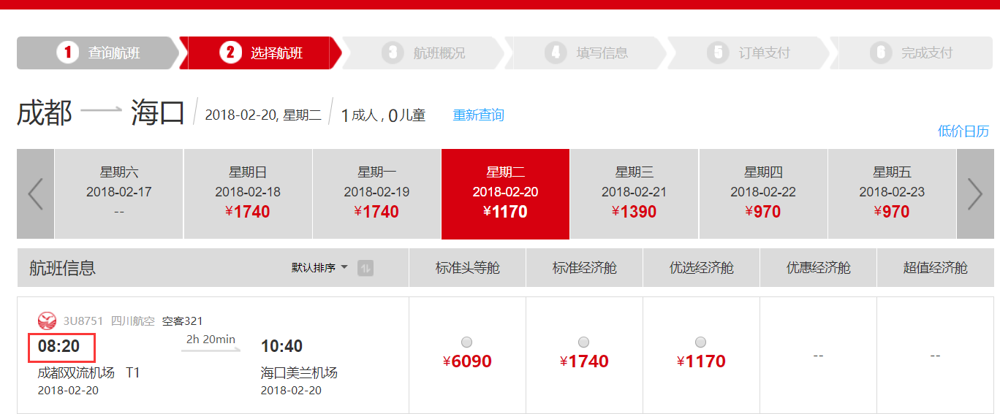 1 查询航班 2 选择航班 3 航班概况 4 填写信息 5 订单支付 6 完成支付
成都 海口 2018-02-20, 星期二 1 成人 , 0 儿童 重新查询
低价日历
星期六 星期日 星期一 星期二 星期三 星期四 星期五
2018-02-17 2018-02-18 2018-02-19 2018-02-20 2018-02-21 2018-02-22 2018-02-23
-- ¥1740 ¥1740 ¥1170 ¥1390 ¥970 ¥970
航班信息 默认排序 标准头等舱 标准经济舱 优选经济舱 优惠经济舱 超值经济舱
3U8751 四川航空 空客321
08:20 2h 20min 10:40
¥6090 ¥1740 ¥1170 -- --
成都双流机场 T1 海口美兰机场
2018-02-20 2018-02-20